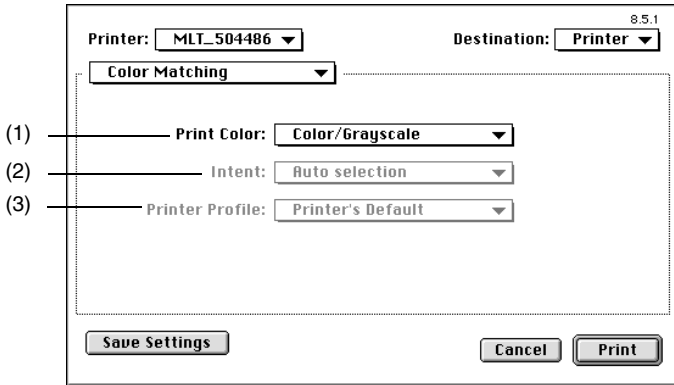 8.5.1
Printer: MLT_504486 Destination: Printer
Color Matching
(1) Print Color: Color/Grayscale
(2) Intent: Auto selection
(3) Printer Profile: Printer's Default
Save Settings Cancel Print